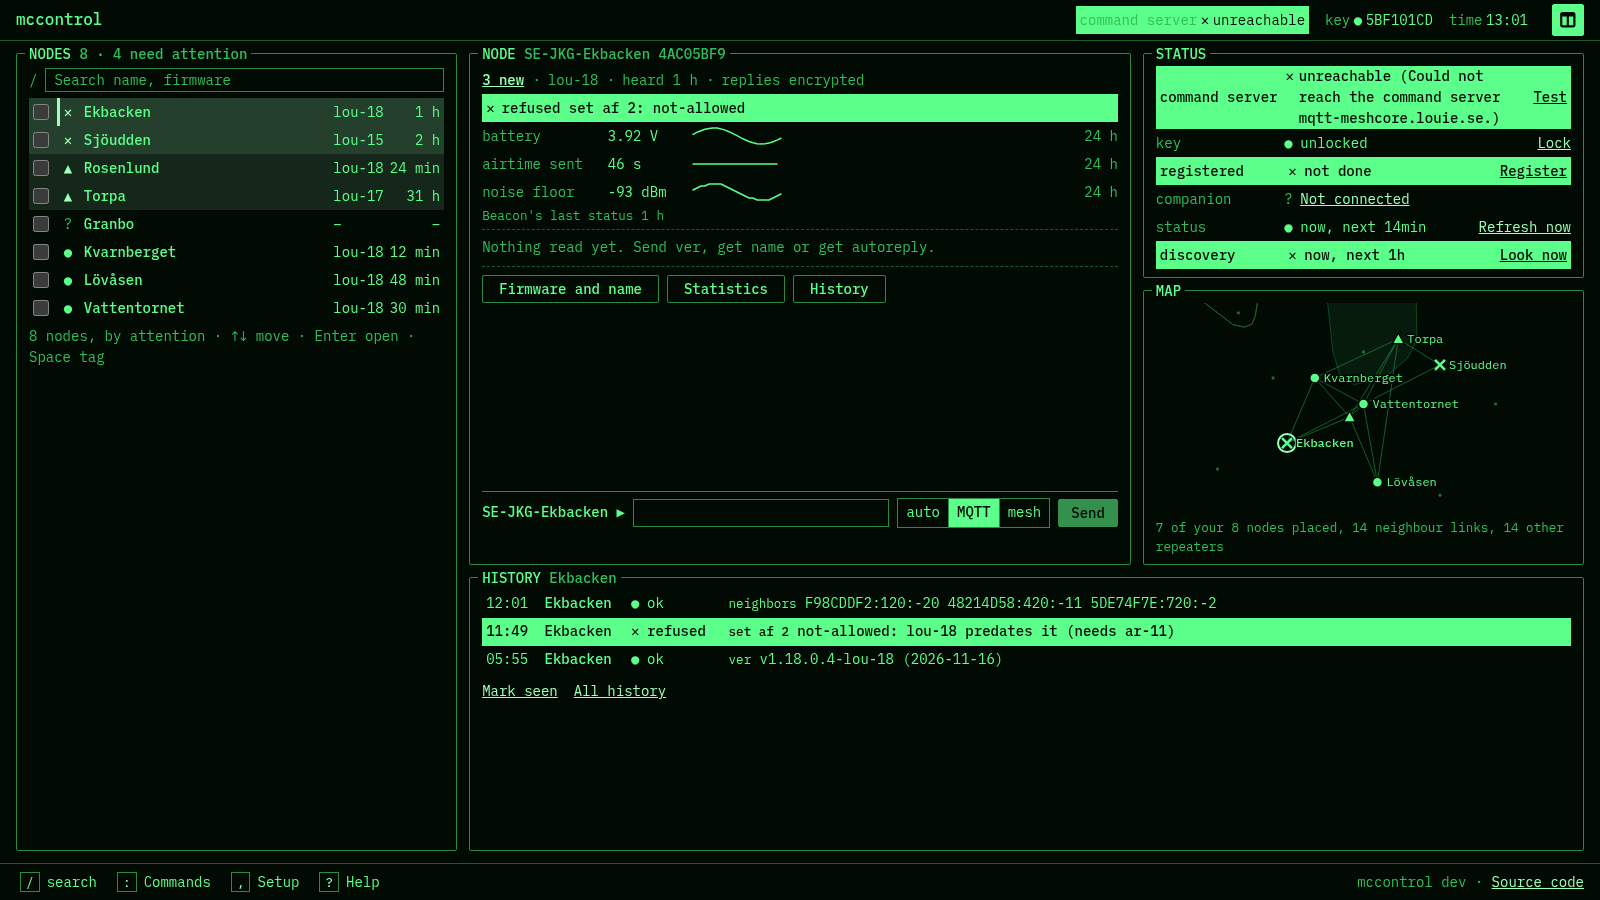 mccontrol
command server × unreachable key ● 5BF101CD time 13:01
NODES 8 · 4 need attention
/ Search name, firmware
× Ekbacken lou-18 1 h
× Sjöudden lou-15 2 h
▲ Rosenlund lou-18 24 min
▲ Torpa lou-17 31 h
? Granbo – –
● Kvarnberget lou-18 12 min
● Lövåsen lou-18 48 min
● Vattentornet lou-18 30 min
8 nodes, by attention · ↑↓ move · Enter open ·
Space tag
NODE SE-JKG-Ekbacken 4AC05BF9
3 new · lou-18 · heard 1 h · replies encrypted
× refused set af 2: not-allowed
battery 3.92 V 24 h
airtime sent 46 s 24 h
noise floor -93 dBm 24 h
Beacon's last status 1 h
Nothing read yet. Send ver, get name or get autoreply.
Firmware and name Statistics History
SE-JKG-Ekbacken ▶ auto MQTT mesh Send
STATUS
command server × unreachable (Could not
reach the command server Test
mqtt-meshcore.louie.se.)
key ● unlocked Lock
registered × not done Register
companion ? Not connected
status ● now, next 14min Refresh now
discovery × now, next 1h Look now
MAP
Torpa
Sjöudden
Kvarnberget
Vattentornet
Ekbacken
Lövåsen
7 of your 8 nodes placed, 14 neighbour links, 14 other
repeaters
HISTORY Ekbacken
12:01 Ekbacken ● ok neighbors F98CDDF2:120:-20 48214D58:420:-11 5DE74F7E:720:-2
11:49 Ekbacken × refused set af 2 not-allowed: lou-18 predates it (needs ar-11)
05:55 Ekbacken ● ok ver v1.18.0.4-lou-18 (2026-11-16)
Mark seen All history
/ search : Commands , Setup ? Help
mccontrol dev · Source code